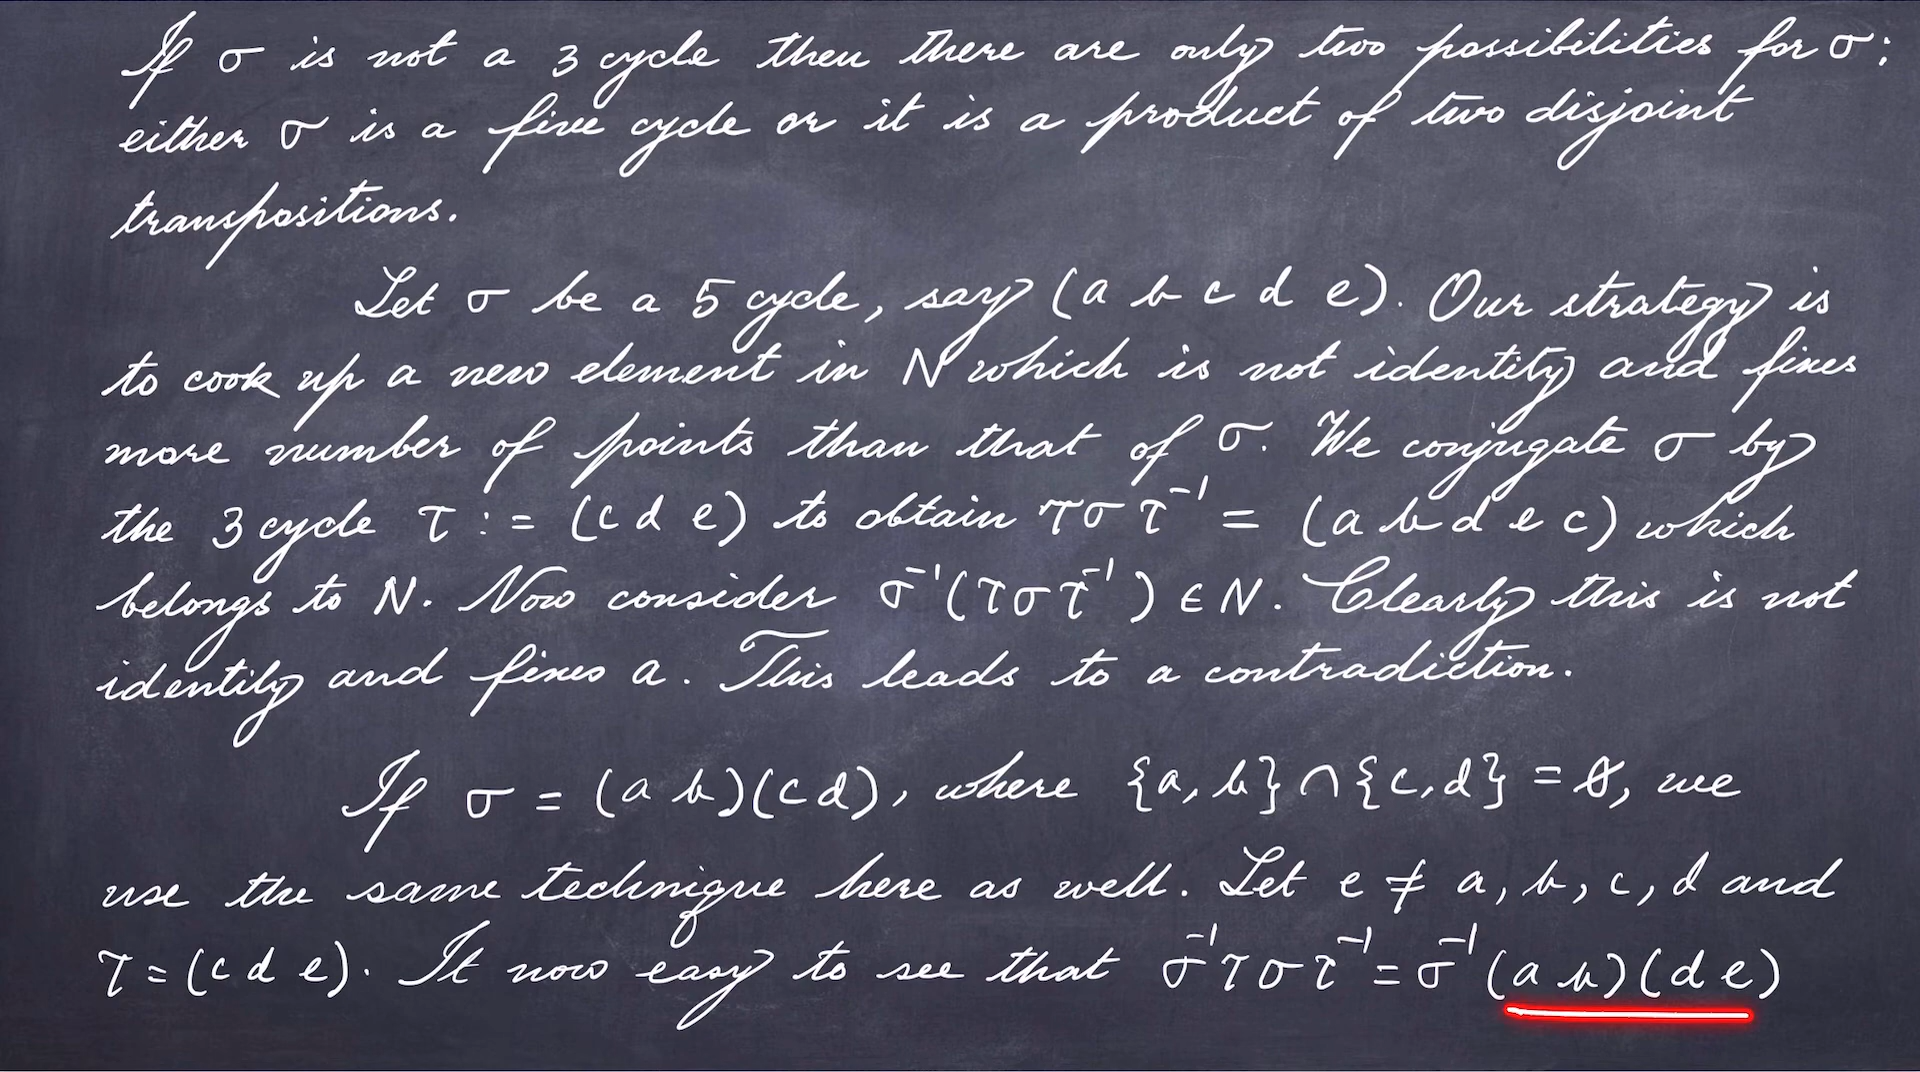 If σ is not a 3 cycle then there are only two possibilities for σ:
either σ is a five cycle or it is a product of two disjoint
transpositions.
Let σ be a 5 cycle, say (a b c d e). Our strategy is
to cook up a new element in N which is not identity and fixes
more number of points than that of σ. We conjugate σ by
the 3 cycle τ := (c d e) to obtain τστ⁻¹ = (a b d e c) which
belongs to N. Now consider σ⁻¹(τστ⁻¹) ∈ N. Clearly this is not
identity and fixes a. This leads to a contradiction.
If σ = (a b)(c d), where {a, b} ∩ {c, d} = ∅, we
use the same technique here as well. Let e ≠ a, b, c, d and
τ = (c d e). It now easy to see that σ⁻¹τστ⁻¹ = σ⁻¹(a b)(d e)